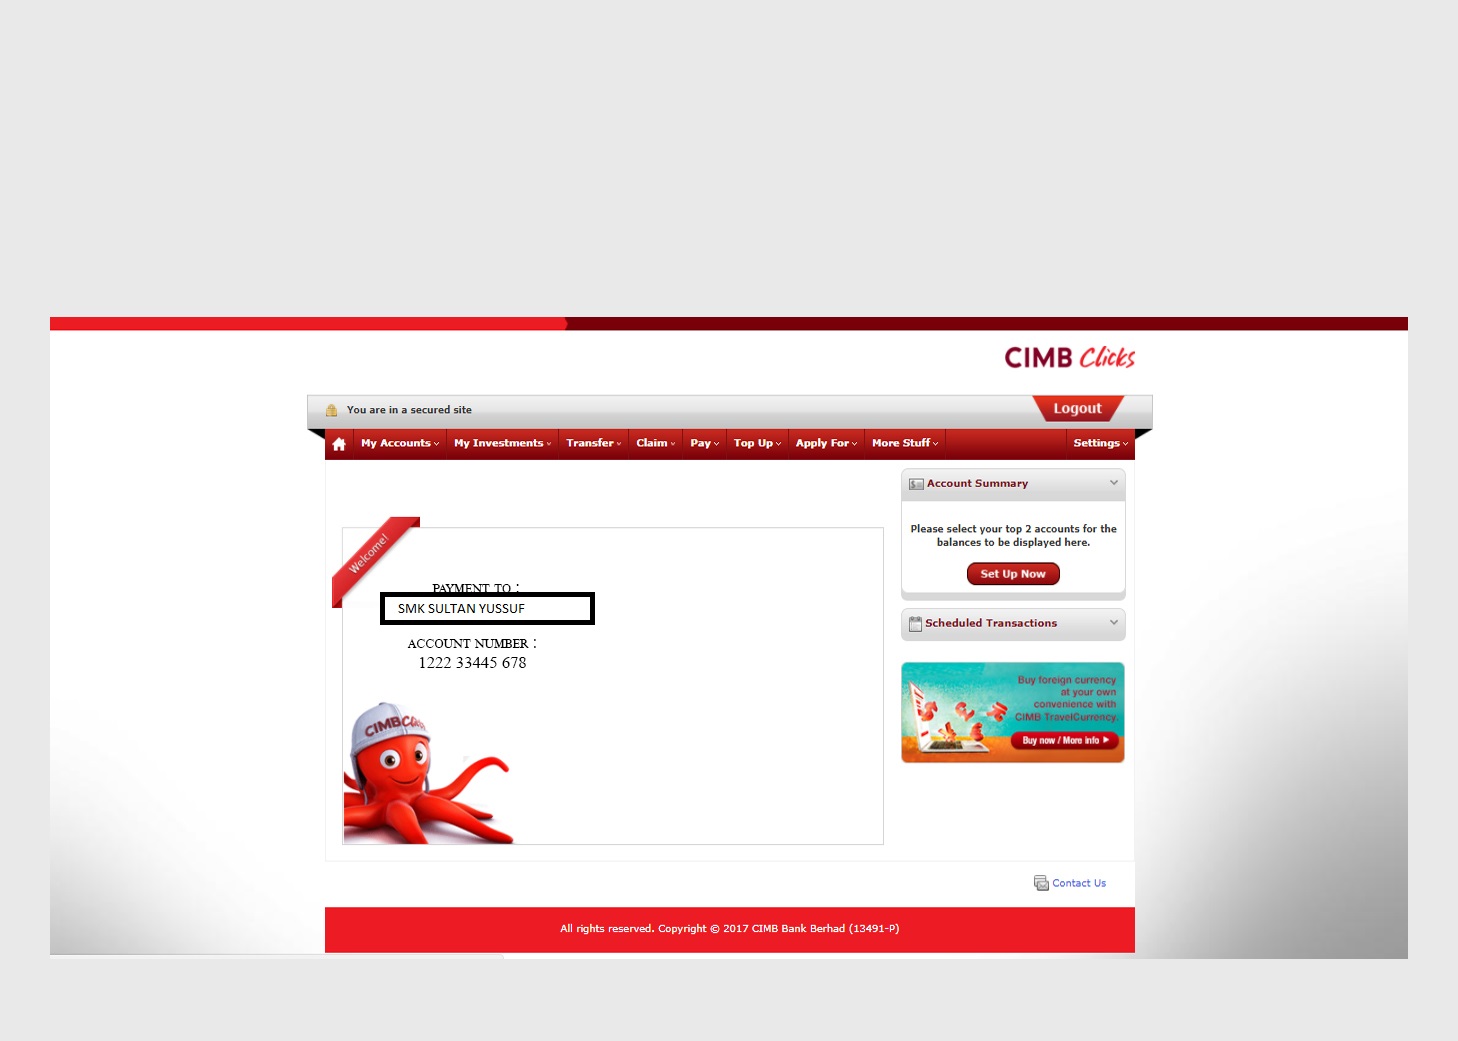 CIMB Clicks
You are in a secured site
Logout
My Accounts
My Investments
Transfer
Claim
Pay
Top Up
Apply For
More Stuff
Settings
Welcome!
PAYMENT TO :
SMK SULTAN YUSSUF
ACCOUNT NUMBER :
1222 33445 678
CIMB
Account Summary
Please select your top 2 accounts for the
balances to be displayed here.
Set Up Now
Scheduled Transactions
Buy foreign currency
at your own
convenience with
CIMB TravelCurrency.
Buy now / More info
Contact Us
All rights reserved. Copyright © 2017 CIMB Bank Berhad (13491-P)